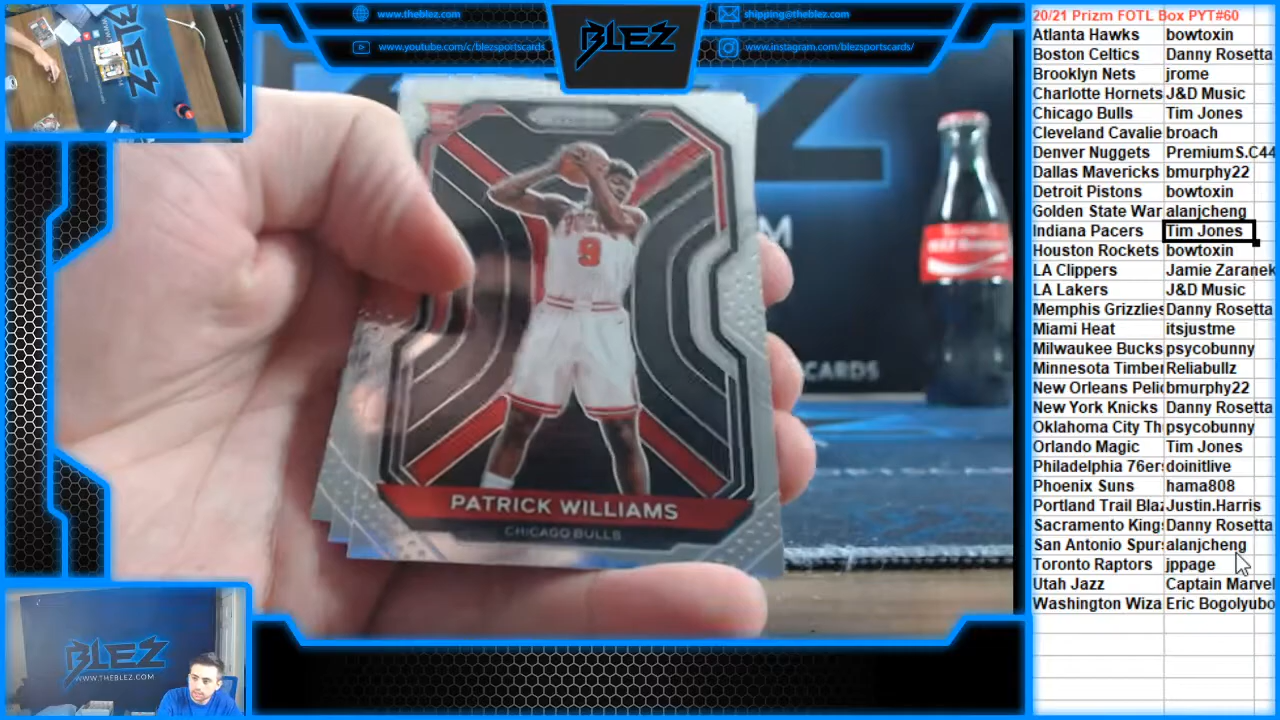 www.theblez.com
shipping@theblez.com
www.youtube.com/c/blezsportscards
www.instagram.com/blezsportscards/
BLEZ
RC
9
PATRICK WILLIAMS
CHICAGO BULLS
CARDS
BLEZ
WWW.THEBLEZ.COM
20/21 Prizm FOTL Box PYT#60
Atlanta Hawks bowtoxin
Boston Celtics Danny Rosetta
Brooklyn Nets jrome
Charlotte Hornets J&D Music
Chicago Bulls Tim Jones
Cleveland Cavalie broach
Denver Nuggets PremiumS.C44
Dallas Mavericks bmurphy22
Detroit Pistons bowtoxin
Golden State War alanjcheng
Indiana Pacers Tim Jones
Houston Rockets bowtoxin
LA Clippers Jamie Zaranek
LA Lakers J&D Music
Memphis Grizzlies Danny Rosetta
Miami Heat itsjustme
Milwaukee Bucks psycobunny
Minnesota Timber Reliabullz
New Orleans Peli bmurphy22
New York Knicks Danny Rosetta
Oklahoma City Th psycobunny
Orlando Magic Tim Jones
Philadelphia 76ers doinitlive
Phoenix Suns hama808
Portland Trail Blaz Justin.Harris
Sacramento King Danny Rosetta
San Antonio Spur alanjcheng
Toronto Raptors jppage
Utah Jazz Captain Marvel
Washington Wiza Eric Bogolyubo